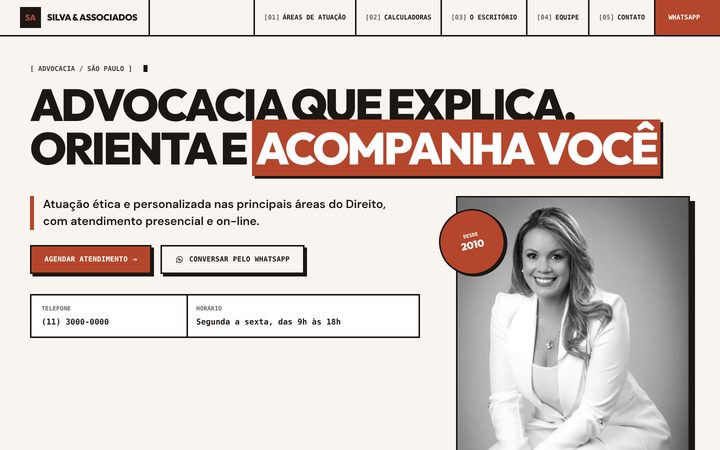 SA SILVA & ASSOCIADOS
[01] ÁREAS DE ATUAÇÃO
[02] CALCULADORAS
[03] O ESCRITÓRIO
[04] EQUIPE
[05] CONTATO
WHATSAPP
[ ADVOCACIA / SÃO PAULO ]
ADVOCACIA QUE EXPLICA,
ORIENTA E ACOMPANHA VOCÊ
Atuação ética e personalizada nas principais áreas do Direito,
com atendimento presencial e on-line.
AGENDAR ATENDIMENTO →
CONVERSAR PELO WHATSAPP
TELEFONE
(11) 3000-0000
HORÁRIO
Segunda a sexta, das 9h às 18h
DESDE
2010